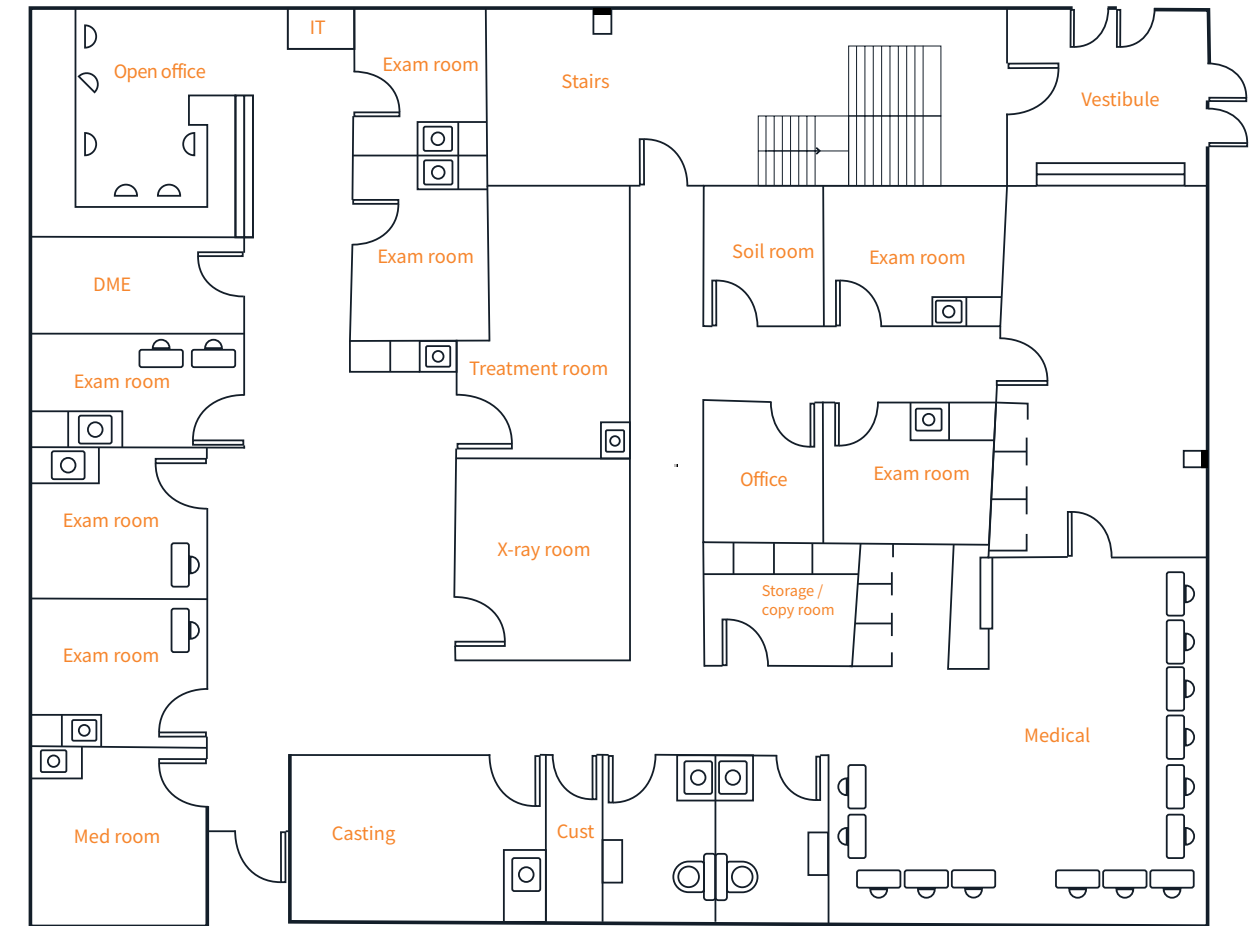 IT
Open office
Exam room
Stairs
Vestibule
Exam room
Soil room
Exam room
DME
Exam room
Treatment room
Exam room
Office
Exam room
X-ray room
Storage /
copy room
Exam room
Medical
Med room
Casting
Cust